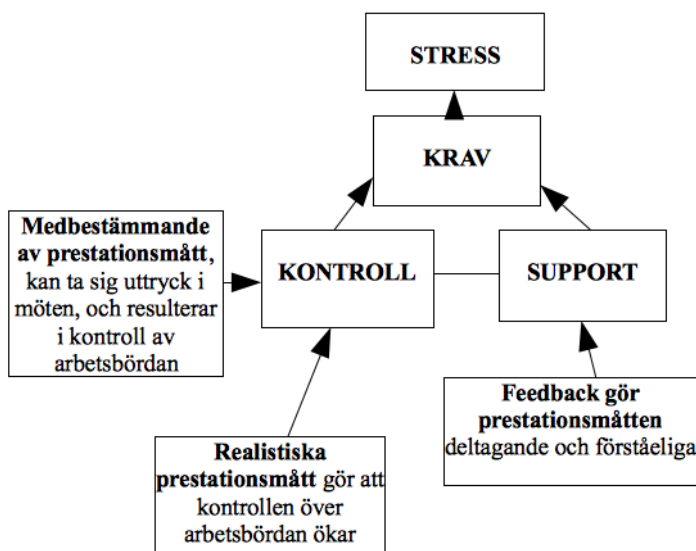 STRESS
KRAV
Medbestämmande
av prestationsmått,
kan ta sig uttryck i
möten, och resulterar
i kontroll av
arbetsbördan
KONTROLL
SUPPORT
Realistiska
prestationsmått gör att
kontrollen över
arbetsbördan ökar
Feedback gör
prestationsmåtten
deltagande och förståeliga